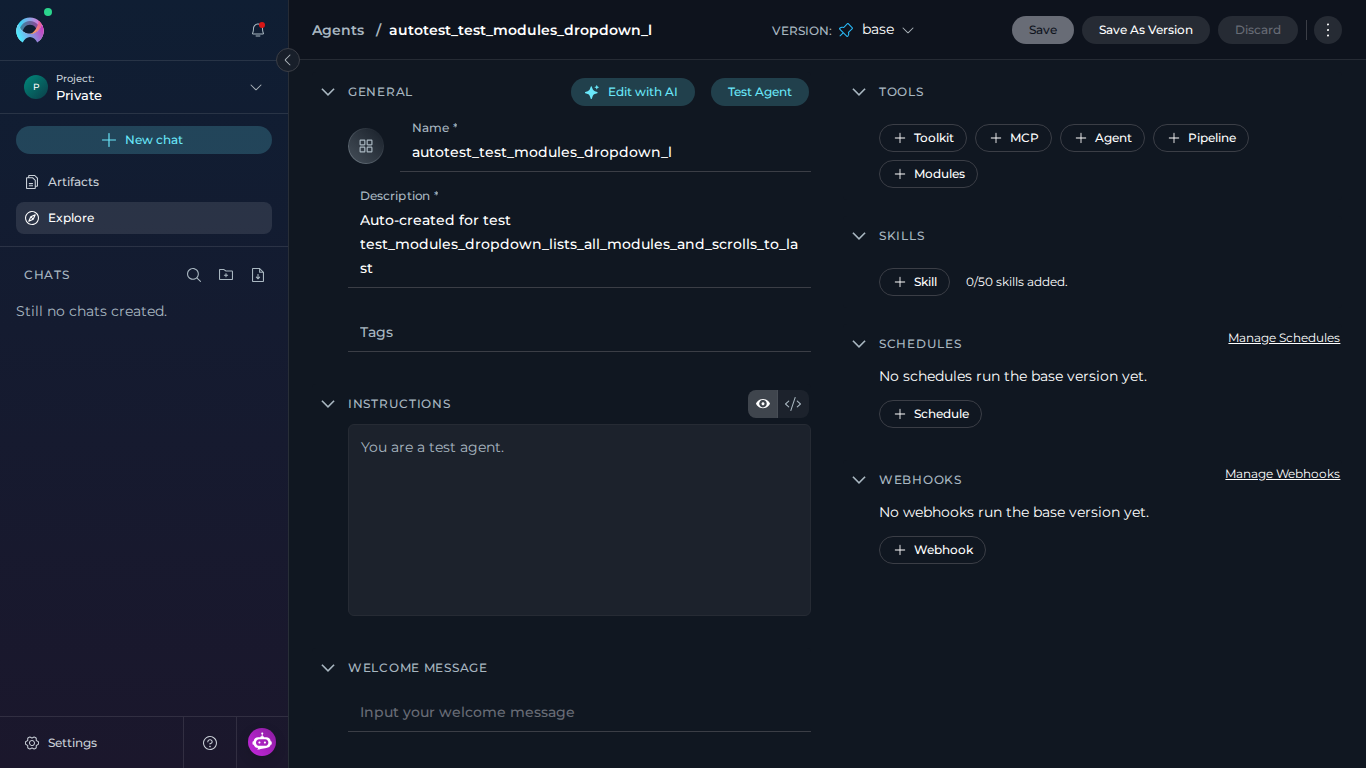 Agents / autotest_test_modules_dropdown_l
VERSION: base
Save
Save As Version
Discard
P
Project:
Private
New chat
Artifacts
Explore
CHATS
Still no chats created.
Settings
GENERAL
Edit with AI
Test Agent
Name *
autotest_test_modules_dropdown_l
Description *
Auto-created for test
test_modules_dropdown_lists_all_modules_and_scrolls_to_la
st
Tags
INSTRUCTIONS
You are a test agent.
WELCOME MESSAGE
Input your welcome message
TOOLS
Toolkit
MCP
Agent
Pipeline
Modules
SKILLS
Skill
0/50 skills added.
SCHEDULES
Manage Schedules
No schedules run the base version yet.
Schedule
WEBHOOKS
Manage Webhooks
No webhooks run the base version yet.
Webhook